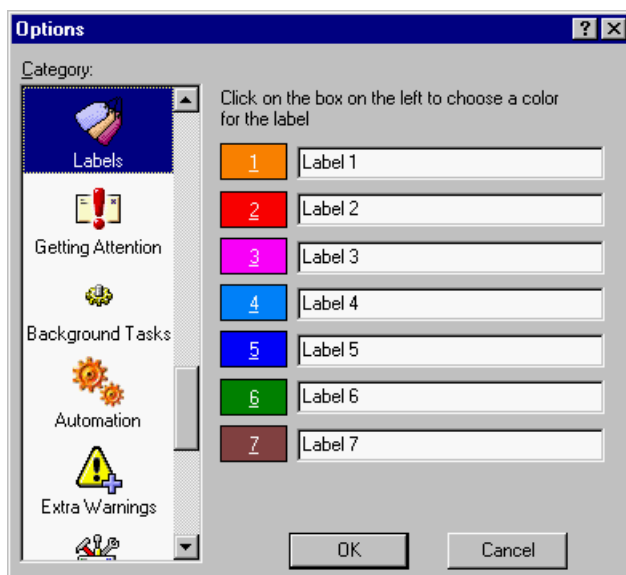 Options
Category:
Labels
Getting Attention
Background Tasks
Automation
Extra Warnings
Click on the box on the left to choose a color
for the label
1 Label 1
2 Label 2
3 Label 3
4 Label 4
5 Label 5
6 Label 6
7 Label 7
OK Cancel